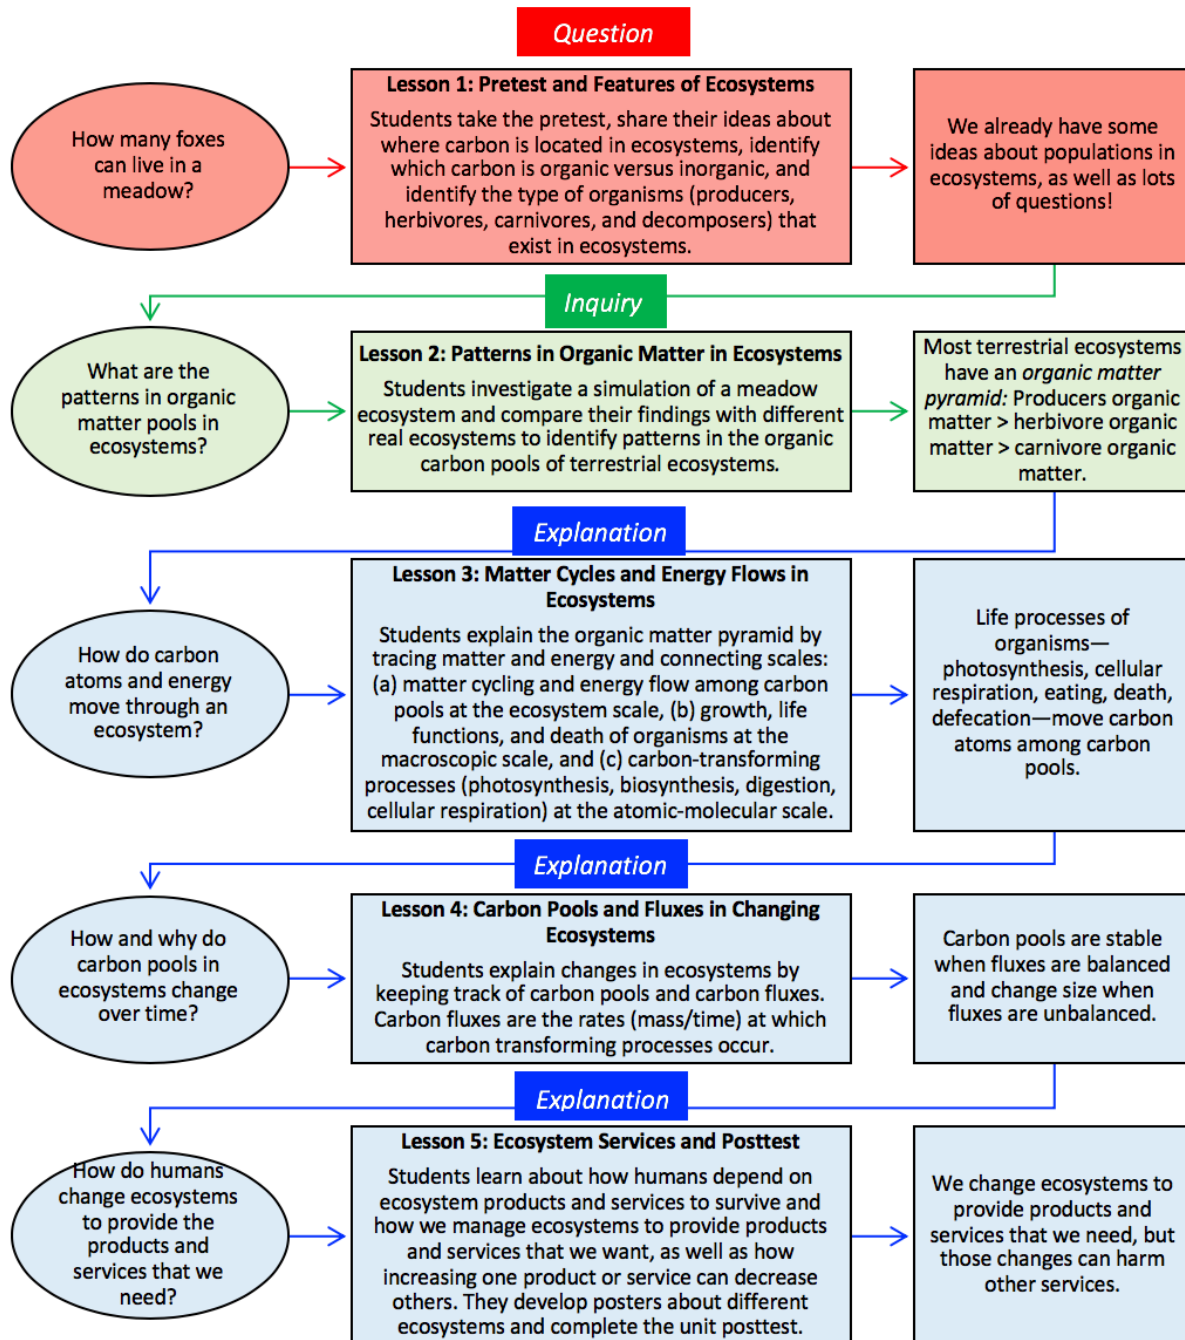 Question
How many foxes
can live in a
meadow?
Lesson 1: Pretest and Features of Ecosystems
Students take the pretest, share their ideas about
where carbon is located in ecosystems, identify
which carbon is organic versus inorganic, and
identify the type of organisms (producers,
herbivores, carnivores, and decomposers) that
exist in ecosystems.
We already have some
ideas about populations in
ecosystems, as well as lots
of questions!
Inquiry
What are the
patterns in organic
matter pools in
ecosystems?
Lesson 2: Patterns in Organic Matter in Ecosystems
Students investigate a simulation of a meadow
ecosystem and compare their findings with different
real ecosystems to identify patterns in the organic
carbon pools of terrestrial ecosystems.
Most terrestrial ecosystems
have an organic matter
pyramid: Producers organic
matter > herbivore organic
matter > carnivore organic
matter.
Explanation
How do carbon
atoms and energy
move through an
ecosystem?
Lesson 3: Matter Cycles and Energy Flows in
Ecosystems
Students explain the organic matter pyramid by
tracing matter and energy and connecting scales:
(a) matter cycling and energy flow among carbon
pools at the ecosystem scale, (b) growth, life
functions, and death of organisms at the
macroscopic scale, and (c) carbon-transforming
processes (photosynthesis, biosynthesis, digestion,
cellular respiration) at the atomic-molecular scale.
Life processes of
organisms—
photosynthesis, cellular
respiration, eating, death,
defecation—move carbon
atoms among carbon
pools.
Explanation
How and why do
carbon pools in
ecosystems change
over time?
Lesson 4: Carbon Pools and Fluxes in Changing
Ecosystems
Students explain changes in ecosystems by
keeping track of carbon pools and carbon fluxes.
Carbon fluxes are the rates (mass/time) at which
carbon transforming processes occur.
Carbon pools are stable
when fluxes are balanced
and change size when
fluxes are unbalanced.
Explanation
How do humans
change ecosystems
to provide the
products and
services that we
need?
Lesson 5: Ecosystem Services and Posttest
Students learn about how humans depend on
ecosystem products and services to survive and
how we manage ecosystems to provide products
and services that we want, as well as how
increasing one product or service can decrease
others. They develop posters about different
ecosystems and complete the unit posttest.
We change ecosystems to
provide products and
services that we need, but
those changes can harm
other services.